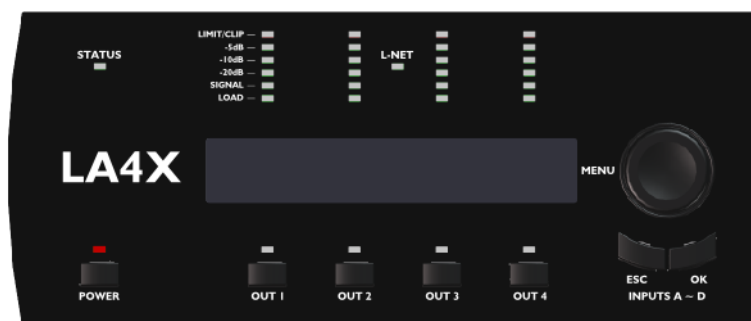 LIMIT/CLIP –
STATUS
-5dB –
L-NET
-10dB –
-20dB –
SIGNAL –
LOAD –
LA4X
MENU
POWER
OUT 1
OUT 2
OUT 3
OUT 4
ESC
OK
INPUTS A ~ D